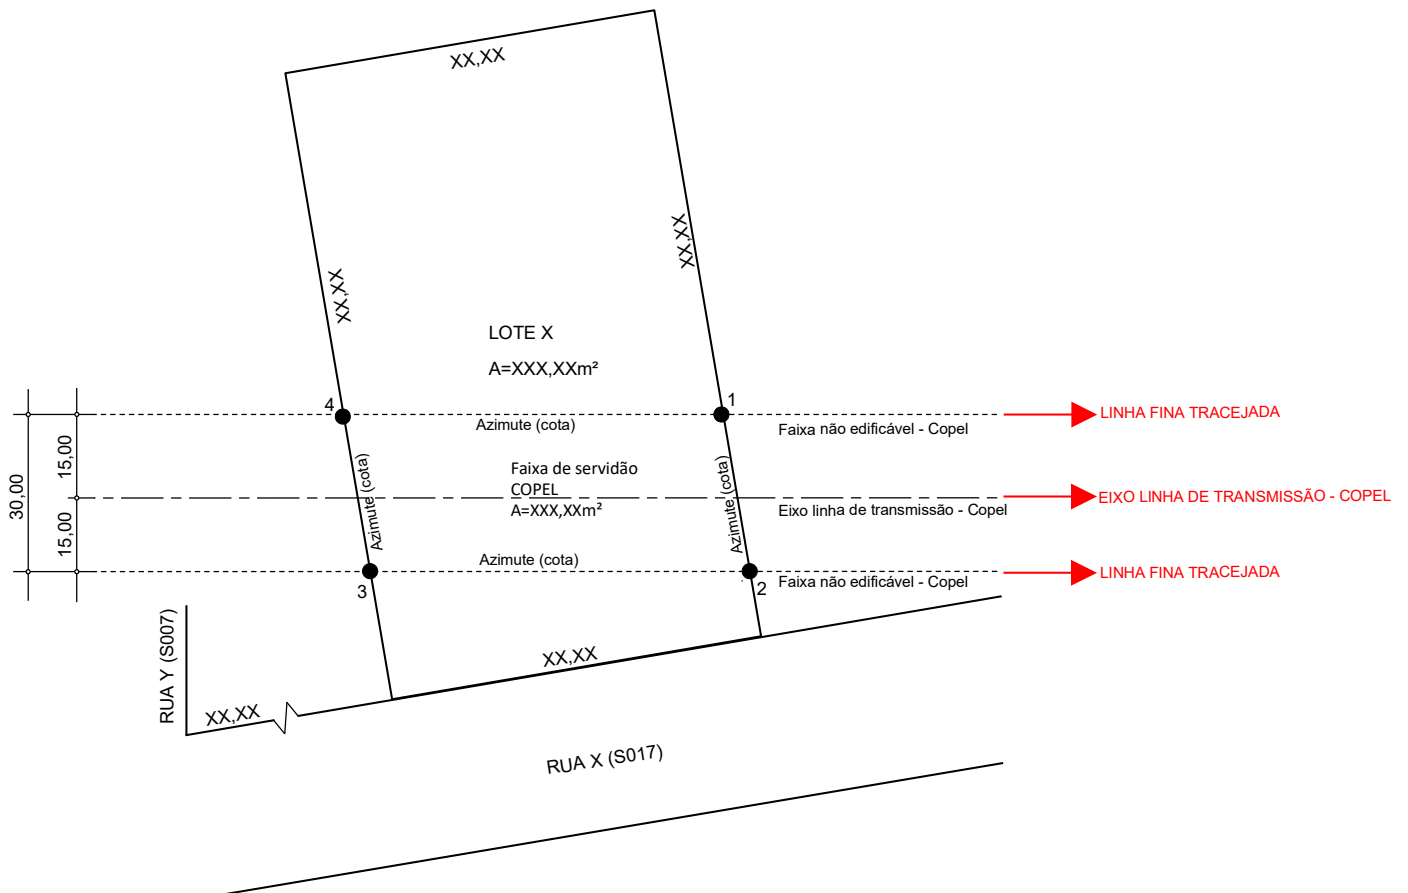 XX,XX
XX,XX
XX,XX
LOTE X
A=XXX,XXm²
4
1
LINHA FINA TRACEJADA
Azimute (cota)
Faixa não edificável - Copel
15,00
30,00
15,00
Faixa de servidão
COPEL
A=XXX,XXm²
Azimute (cota)
Azimute (cota)
EIXO LINHA DE TRANSMISSÃO - COPEL
Eixo linha de transmissão - Copel
Azimute (cota)
LINHA FINA TRACEJADA
Faixa não edificável - Copel
3
2
RUA Y (S007)
XX,XX
XX,XX
RUA X (S017)